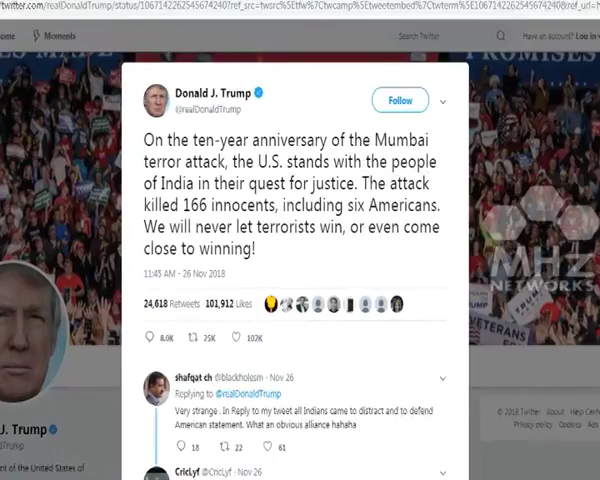 twitter.com/realDonaldTrump/status/1067142262545674240?ref_src=twsrc%5Etfw%7Ctwcamp%5Etweetembed%7Ctwterm%5E1067142262545674240&ref_url=h
ome Moments Search Twitter Have an account? Log in
PROMISES
Donald J. Trump
@realDonaldTrump
Follow
On the ten-year anniversary of the Mumbai
terror attack, the U.S. stands with the people
of India in their quest for justice. The attack
killed 166 innocents, including six Americans.
We will never let terrorists win, or even come
close to winning!
11:45 AM - 26 Nov 2018
24,618 Retweets 101,912 Likes
8.0K 25K 102K
MHZ
NETWORKS
TRUMP
VETERANS
FOR
shafqat ch @blackholesm · Nov 26
Replying to @realDonaldTrump
Very strange . In Reply to my tweet all Indians came to distract and to defend
American statement. What an obvious alliance hahaha
18 22 61
CricLyf @CricLyf · Nov 26
J. Trump
nt of the United States of
© 2018 Twitter About Help Cente
Privacy policy Cookies Ads